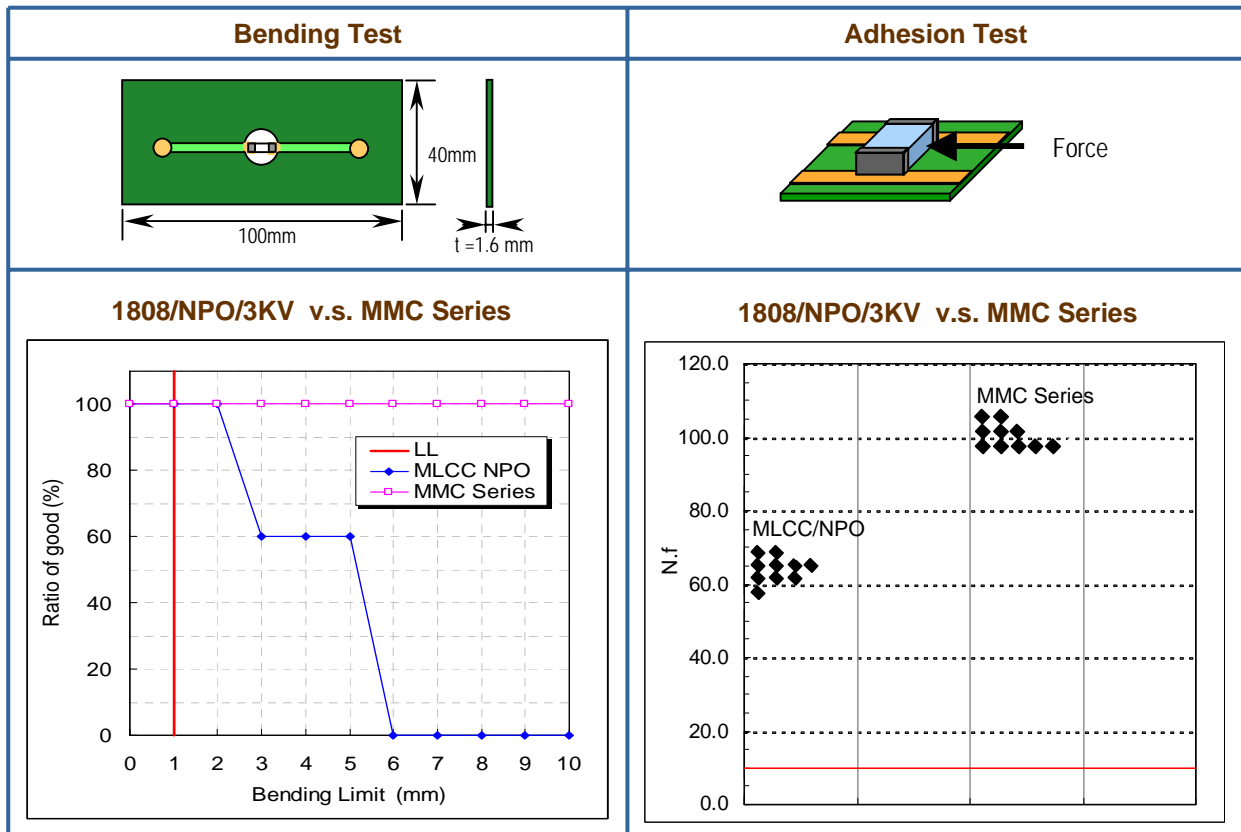 Bending Test
Adhesion Test
40mm
100mm
t =1.6 mm
Force
1808/NPO/3KV v.s. MMC Series
Ratio of good (%)
100
80
60
40
20
0
LL
MLCC NPO
MMC Series
0 1 2 3 4 5 6 7 8 9 10
Bending Limit (mm)
1808/NPO/3KV v.s. MMC Series
N.f
120.0
100.0
80.0
60.0
40.0
20.0
0.0
MMC Series
MLCC/NPO